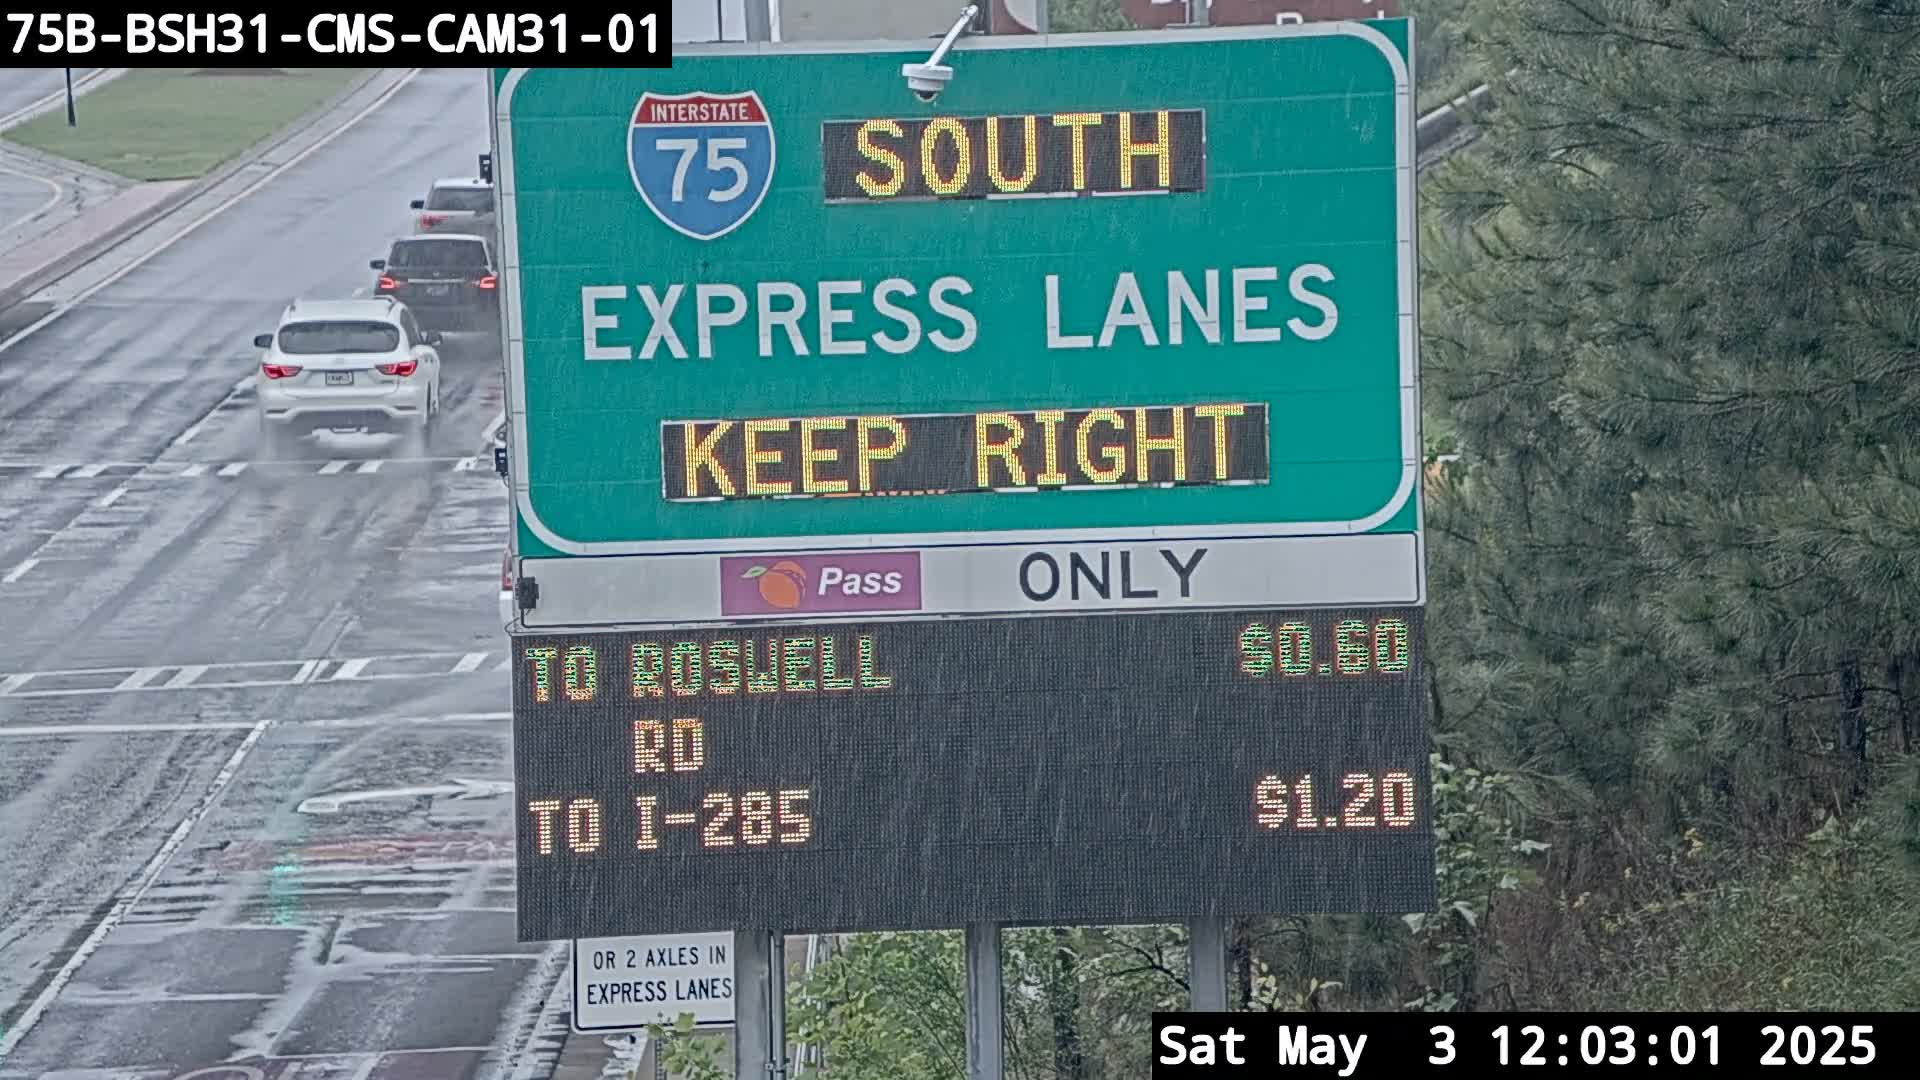 75B-BSH31-CMS-CAM31-01
INTERSTATE
75
SOUTH
EXPRESS LANES
KEEP RIGHT
Pass
ONLY
TO ROSWELL $0.60
RD
TO I-285 $1.20
OR 2 AXLES IN
EXPRESS LANES
Sat May 3 12:03:01 2025